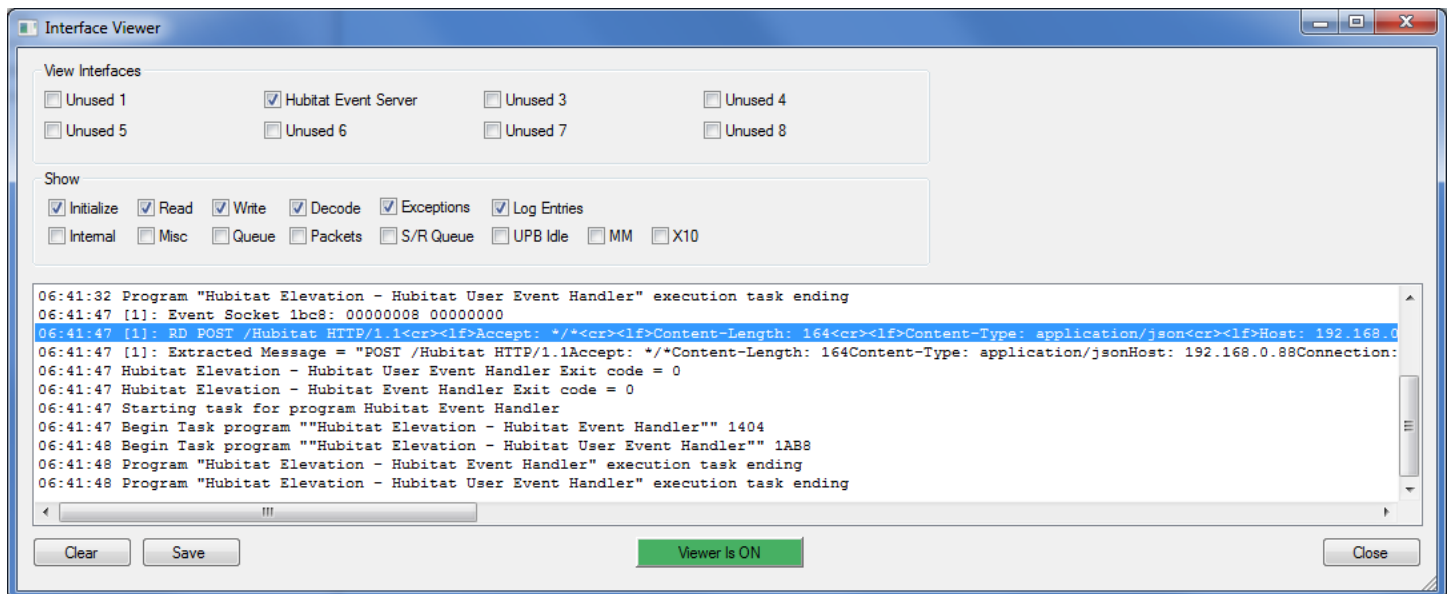 Interface Viewer
View Interfaces
Unused 1 Hubitat Event Server Unused 3 Unused 4
Unused 5 Unused 6 Unused 7 Unused 8
Show
Initialize Read Write Decode Exceptions Log Entries
Internal Misc Queue Packets S/R Queue UPB Idle MM X10
06:41:32 Program "Hubitat Elevation - Hubitat User Event Handler" execution task ending
06:41:47 [1]: Event Socket 1bc8: 00000008 00000000
06:41:47 [1]: RD POST /Hubitat HTTP/1.1<cr><lf>Accept: */*<cr><lf>Content-Length: 164<cr><lf>Content-Type: application/json<cr><lf>Host: 192.168.0
06:41:47 [1]: Extracted Message = "POST /Hubitat HTTP/1.1Accept: */*Content-Length: 164Content-Type: application/jsonHost: 192.168.0.88Connection:
06:41:47 Hubitat Elevation - Hubitat User Event Handler Exit code = 0
06:41:47 Hubitat Elevation - Hubitat Event Handler Exit code = 0
06:41:47 Starting task for program Hubitat Event Handler
06:41:47 Begin Task program ""Hubitat Elevation - Hubitat Event Handler"" 1404
06:41:48 Begin Task program ""Hubitat Elevation - Hubitat User Event Handler"" 1AB8
06:41:48 Program "Hubitat Elevation - Hubitat Event Handler" execution task ending
06:41:48 Program "Hubitat Elevation - Hubitat User Event Handler" execution task ending
Clear Save Viewer Is ON Close